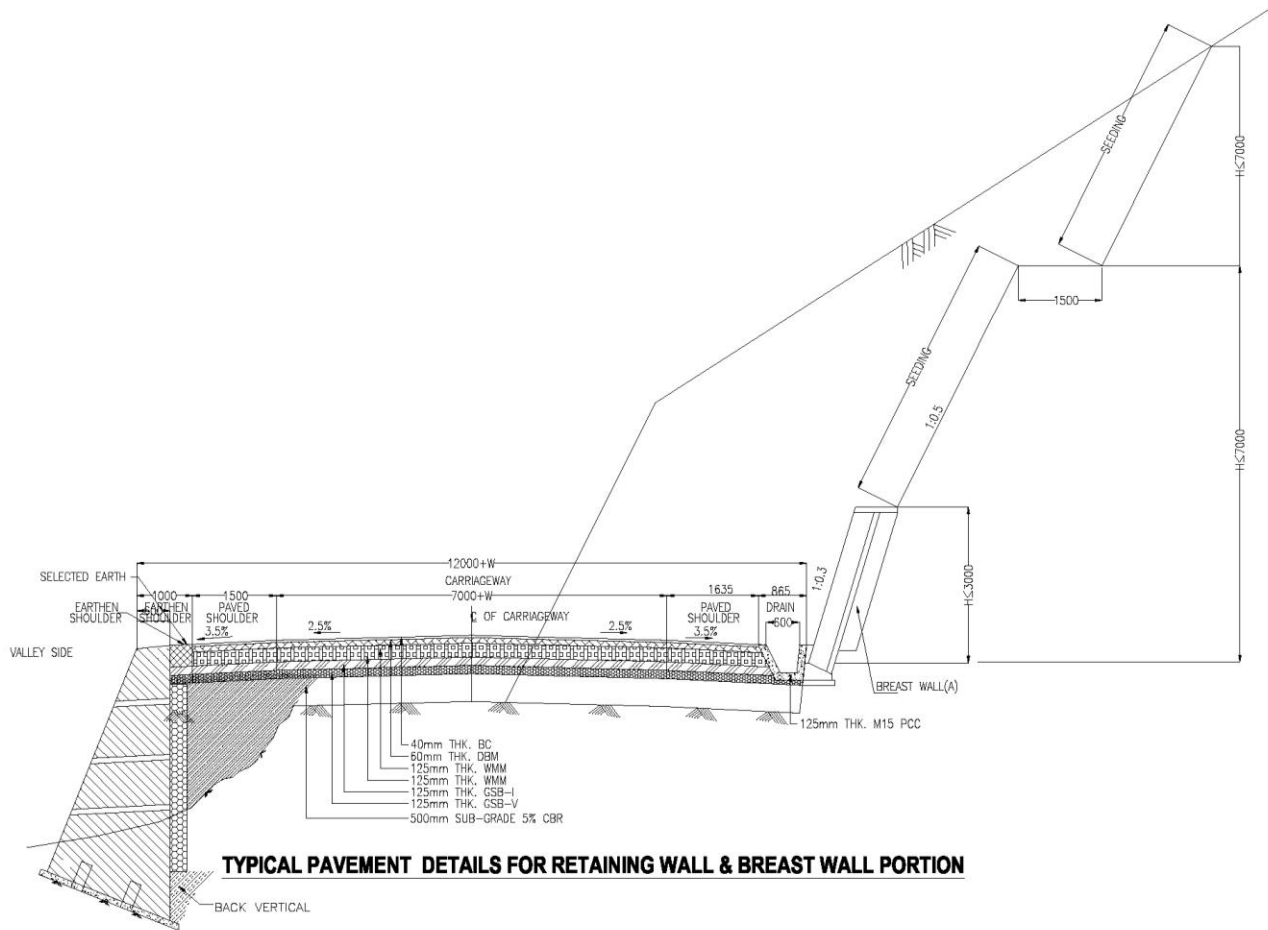 SEEDING
H≤7000
1500
SEEDING
1:0.5
H≤7000
12000+W
SELECTED EARTH
CARRIAGEWAY
1000
1500
7000+W
1635
865
1:0.3
H≤3000
EARTHEN
SHOULDER
EARTHEN
SHOULDER
PAVED
SHOULDER
℄ OF CARRIAGEWAY
PAVED
SHOULDER
DRAIN
600
3.5%
2.5%
2.5%
3.5%
VALLEY SIDE
BREAST WALL(A)
125mm THK. M15 PCC
40mm THK. BC
60mm THK. DBM
125mm THK. WMM
125mm THK. WMM
125mm THK. GSB-I
125mm THK. GSB-V
500mm SUB-GRADE 5% CBR
TYPICAL PAVEMENT DETAILS FOR RETAINING WALL & BREAST WALL PORTION
BACK VERTICAL